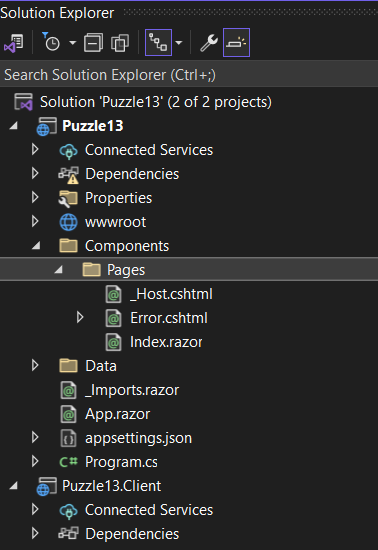 Solution Explorer
Search Solution Explorer (Ctrl+;)
Solution 'Puzzle13' (2 of 2 projects)
Puzzle13
Connected Services
Dependencies
Properties
wwwroot
Components
Pages
_Host.cshtml
Error.cshtml
Index.razor
Data
_Imports.razor
App.razor
appsettings.json
C# Program.cs
Puzzle13.Client
Connected Services
Dependencies